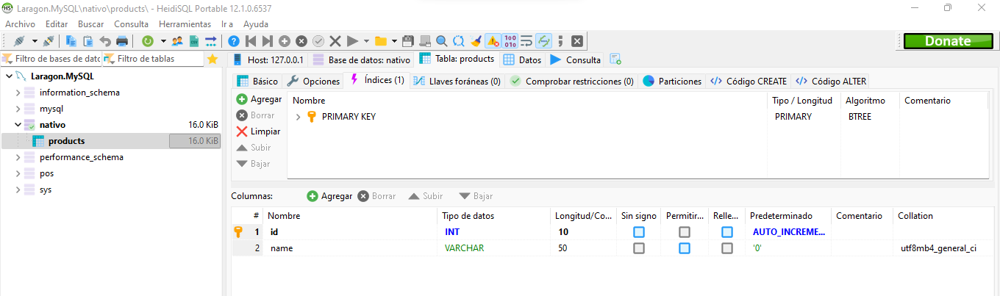 Laragon.MySQL\nativo\products\ - HeidiSQL Portable 12.1.0.6537
Archivo Editar Buscar Consulta Herramientas Ir a Ayuda
Donate
Filtro de bases de datc Filtro de tablas
Host: 127.0.0.1 Base de datos: nativo Tabla: products Datos Consulta
Laragon.MySQL
information_schema
mysql
nativo 16.0 KiB
products 16.0 KiB
performance_schema
pos
sys
Básico Opciones Índices (1) Llaves foráneas (0) Comprobar restricciones (0) Particiones Código CREATE Código ALTER
Agregar
Borrar
Limpiar
Subir
Bajar
Nombre Tipo / Longitud Algoritmo Comentario
PRIMARY KEY PRIMARY BTREE
Columnas: Agregar Borrar Subir Bajar
# Nombre Tipo de datos Longitud/Co... Sin signo Permitir... Relle... Predeterminado Comentario Collation
1 id INT 10 AUTO_INCREME...
2 name VARCHAR 50 '0' utf8mb4_general_ci